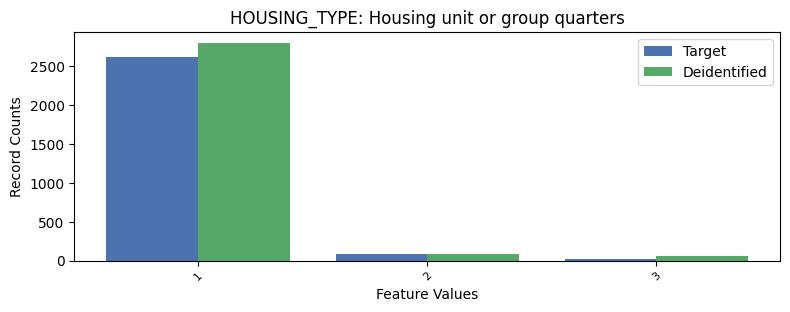 HOUSING_TYPE: Housing unit or group quarters
Target
Deidentified
Record Counts
2500
2000
1500
1000
500
0
1
2
3
Feature Values